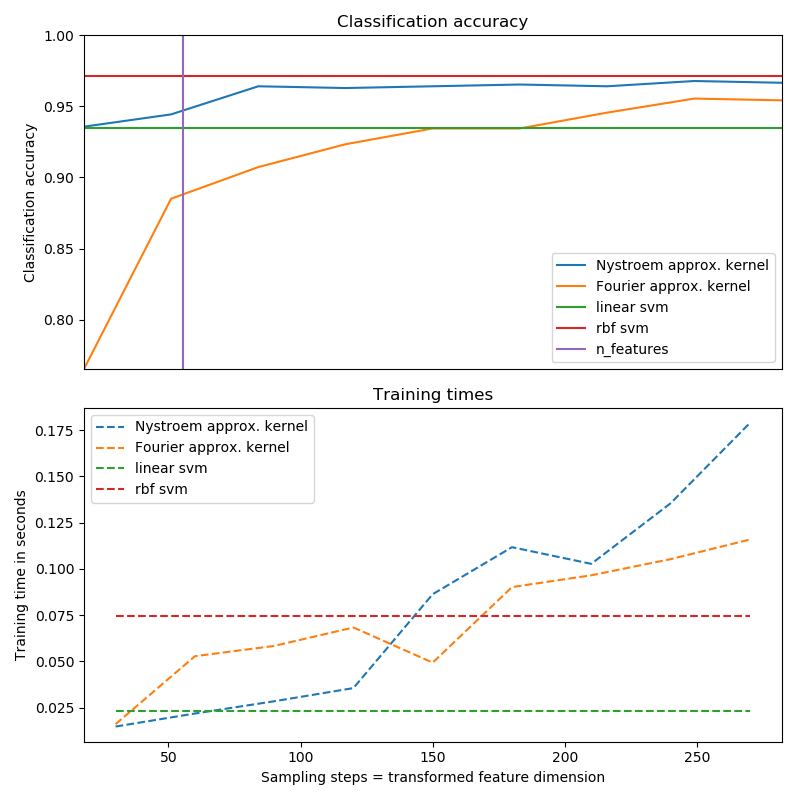 Classification accuracy
1.00
0.95
0.90
0.85
0.80
Classification accuracy
Nystroem approx. kernel
Fourier approx. kernel
linear svm
rbf svm
n_features
Training times
0.175
0.150
0.125
0.100
0.075
0.050
0.025
Training time in seconds
Nystroem approx. kernel
Fourier approx. kernel
linear svm
rbf svm
50
100
150
200
250
Sampling steps = transformed feature dimension